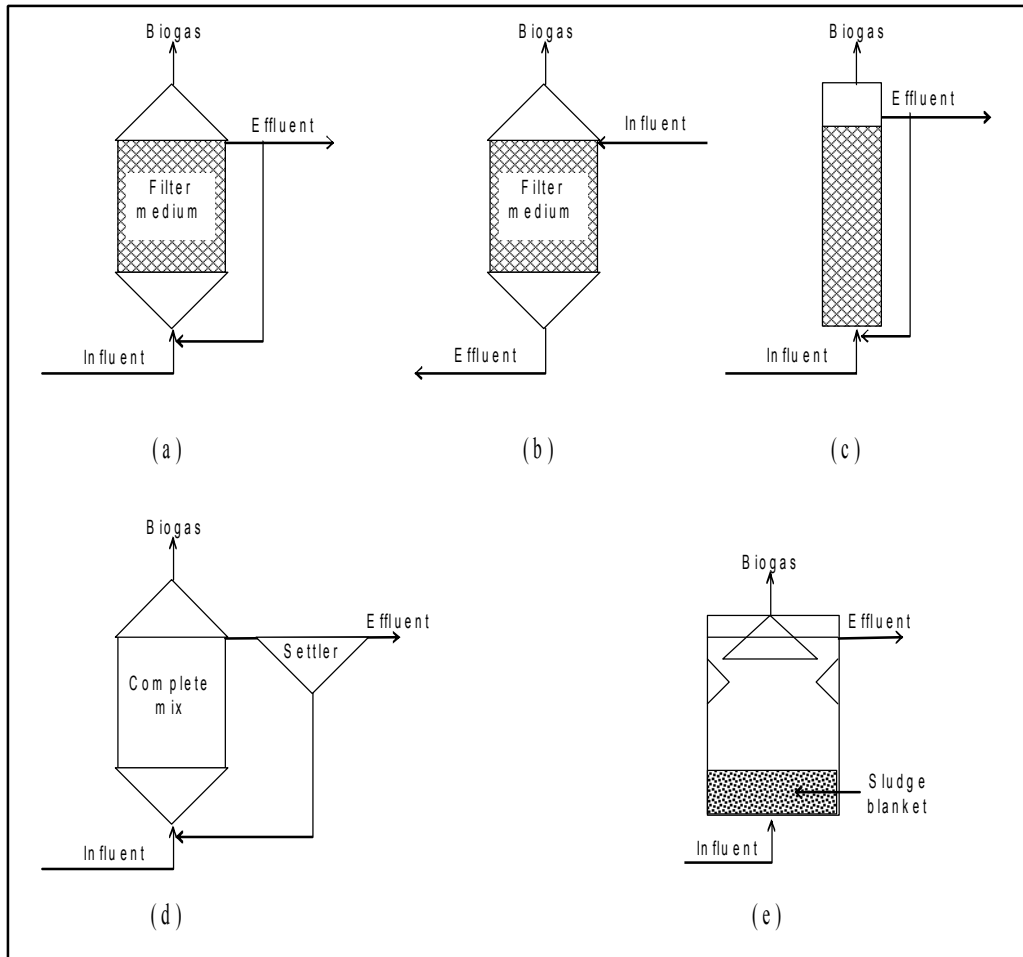 Biogas
Effluent
Filter
medium
Influent
(a)
Biogas
Influent
Filter
medium
Effluent
(b)
Biogas
Effluent
Influent
(c)
Biogas
Effluent
Settler
Complete
mix
Influent
(d)
Biogas
Effluent
Sludge
blanket
Influent
(e)